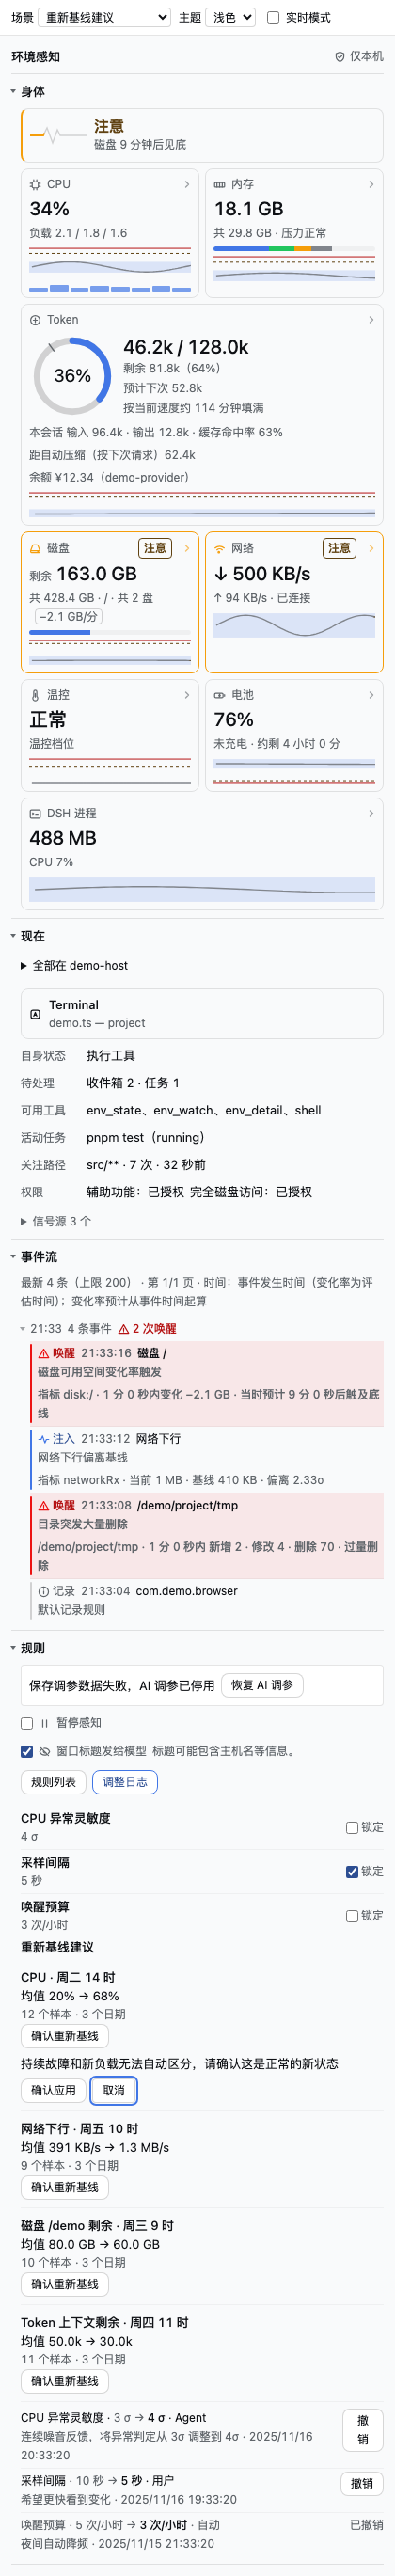 场景 重新基线建议 主题 浅色 实时模式
环境感知 仅本机
身体
注意
磁盘 9 分钟后见底
CPU
34%
负载 2.1 / 1.8 / 1.6
内存
18.1 GB
共 29.8 GB · 压力正常
Token
36%
46.2k / 128.0k
剩余 81.8k（64%）
预计下次 52.8k
按当前速度约 114 分钟填满
本会话 输入 96.4k · 输出 12.8k · 缓存命中率 63%
距自动压缩（按下次请求）62.4k
余额 ¥12.34（demo-provider）
磁盘 注意
剩余 163.0 GB
共 428.4 GB · / · 共 2 盘
−2.1 GB/分
网络 注意
↓ 500 KB/s
↑ 94 KB/s · 已连接
温控
正常
温控档位
电池
76%
未充电 · 约剩 4 小时 0 分
DSH 进程
488 MB
CPU 7%
现在
全部在 demo-host
Terminal
demo.ts — project
自身状态 执行工具
待处理 收件箱 2 · 任务 1
可用工具 env_state、env_watch、env_detail、shell
活动任务 pnpm test（running）
关注路径 src/** · 7 次 · 32 秒前
权限 辅助功能：已授权 完全磁盘访问：已授权
信号源 3 个
事件流
最新 4 条（上限 200） · 第 1/1 页 · 时间：事件发生时间（变化率为评
估时间）；变化率预计从事件时间起算
21:33 4 条事件 2 次唤醒
唤醒 21:33:16 磁盘 /
磁盘可用空间变化率触发
指标 disk:/ · 1 分 0 秒内变化 −2.1 GB · 当时预计 9 分 0 秒后触及底
线
注入 21:33:12 网络下行
网络下行偏离基线
指标 networkRx · 当前 1 MB · 基线 410 KB · 偏离 2.33σ
唤醒 21:33:08 /demo/project/tmp
目录突发大量删除
/demo/project/tmp · 1 分 0 秒内 新增 2 · 修改 4 · 删除 70 · 过量删
除
记录 21:33:04 com.demo.browser
默认记录规则
规则
保存调参数据失败，AI 调参已停用 恢复 AI 调参
暂停感知
窗口标题发给模型 标题可能包含主机名等信息。
规则列表 调整日志
CPU 异常灵敏度
4 σ
锁定
采样间隔
5 秒
锁定
唤醒预算
3 次/小时
锁定
重新基线建议
CPU · 周二 14 时
均值 20% → 68%
12 个样本 · 3 个日期
确认重新基线
持续故障和新负载无法自动区分，请确认这是正常的新状态
确认应用 取消
网络下行 · 周五 10 时
均值 391 KB/s → 1.3 MB/s
9 个样本 · 3 个日期
确认重新基线
磁盘 /demo 剩余 · 周三 9 时
均值 80.0 GB → 60.0 GB
10 个样本 · 3 个日期
确认重新基线
Token 上下文剩余 · 周四 11 时
均值 50.0k → 30.0k
11 个样本 · 3 个日期
确认重新基线
CPU 异常灵敏度 · 3 σ → 4 σ · Agent
连续噪音反馈，将异常判定从 3σ 调整到 4σ · 2025/11/16
20:33:20
撤
销
采样间隔 · 10 秒 → 5 秒 · 用户
希望更快看到变化 · 2025/11/16 19:33:20
撤销
唤醒预算 · 5 次/小时 → 3 次/小时 · 自动
夜间自动降频 · 2025/11/15 21:33:20
已撤销